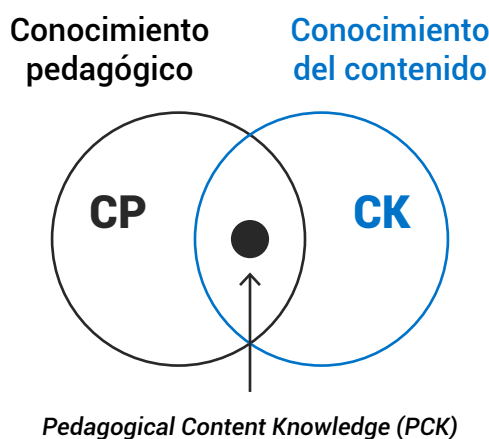 Conocimiento
pedagógico
Conocimiento
del contenido
CP
CK
Pedagogical Content Knowledge (PCK)